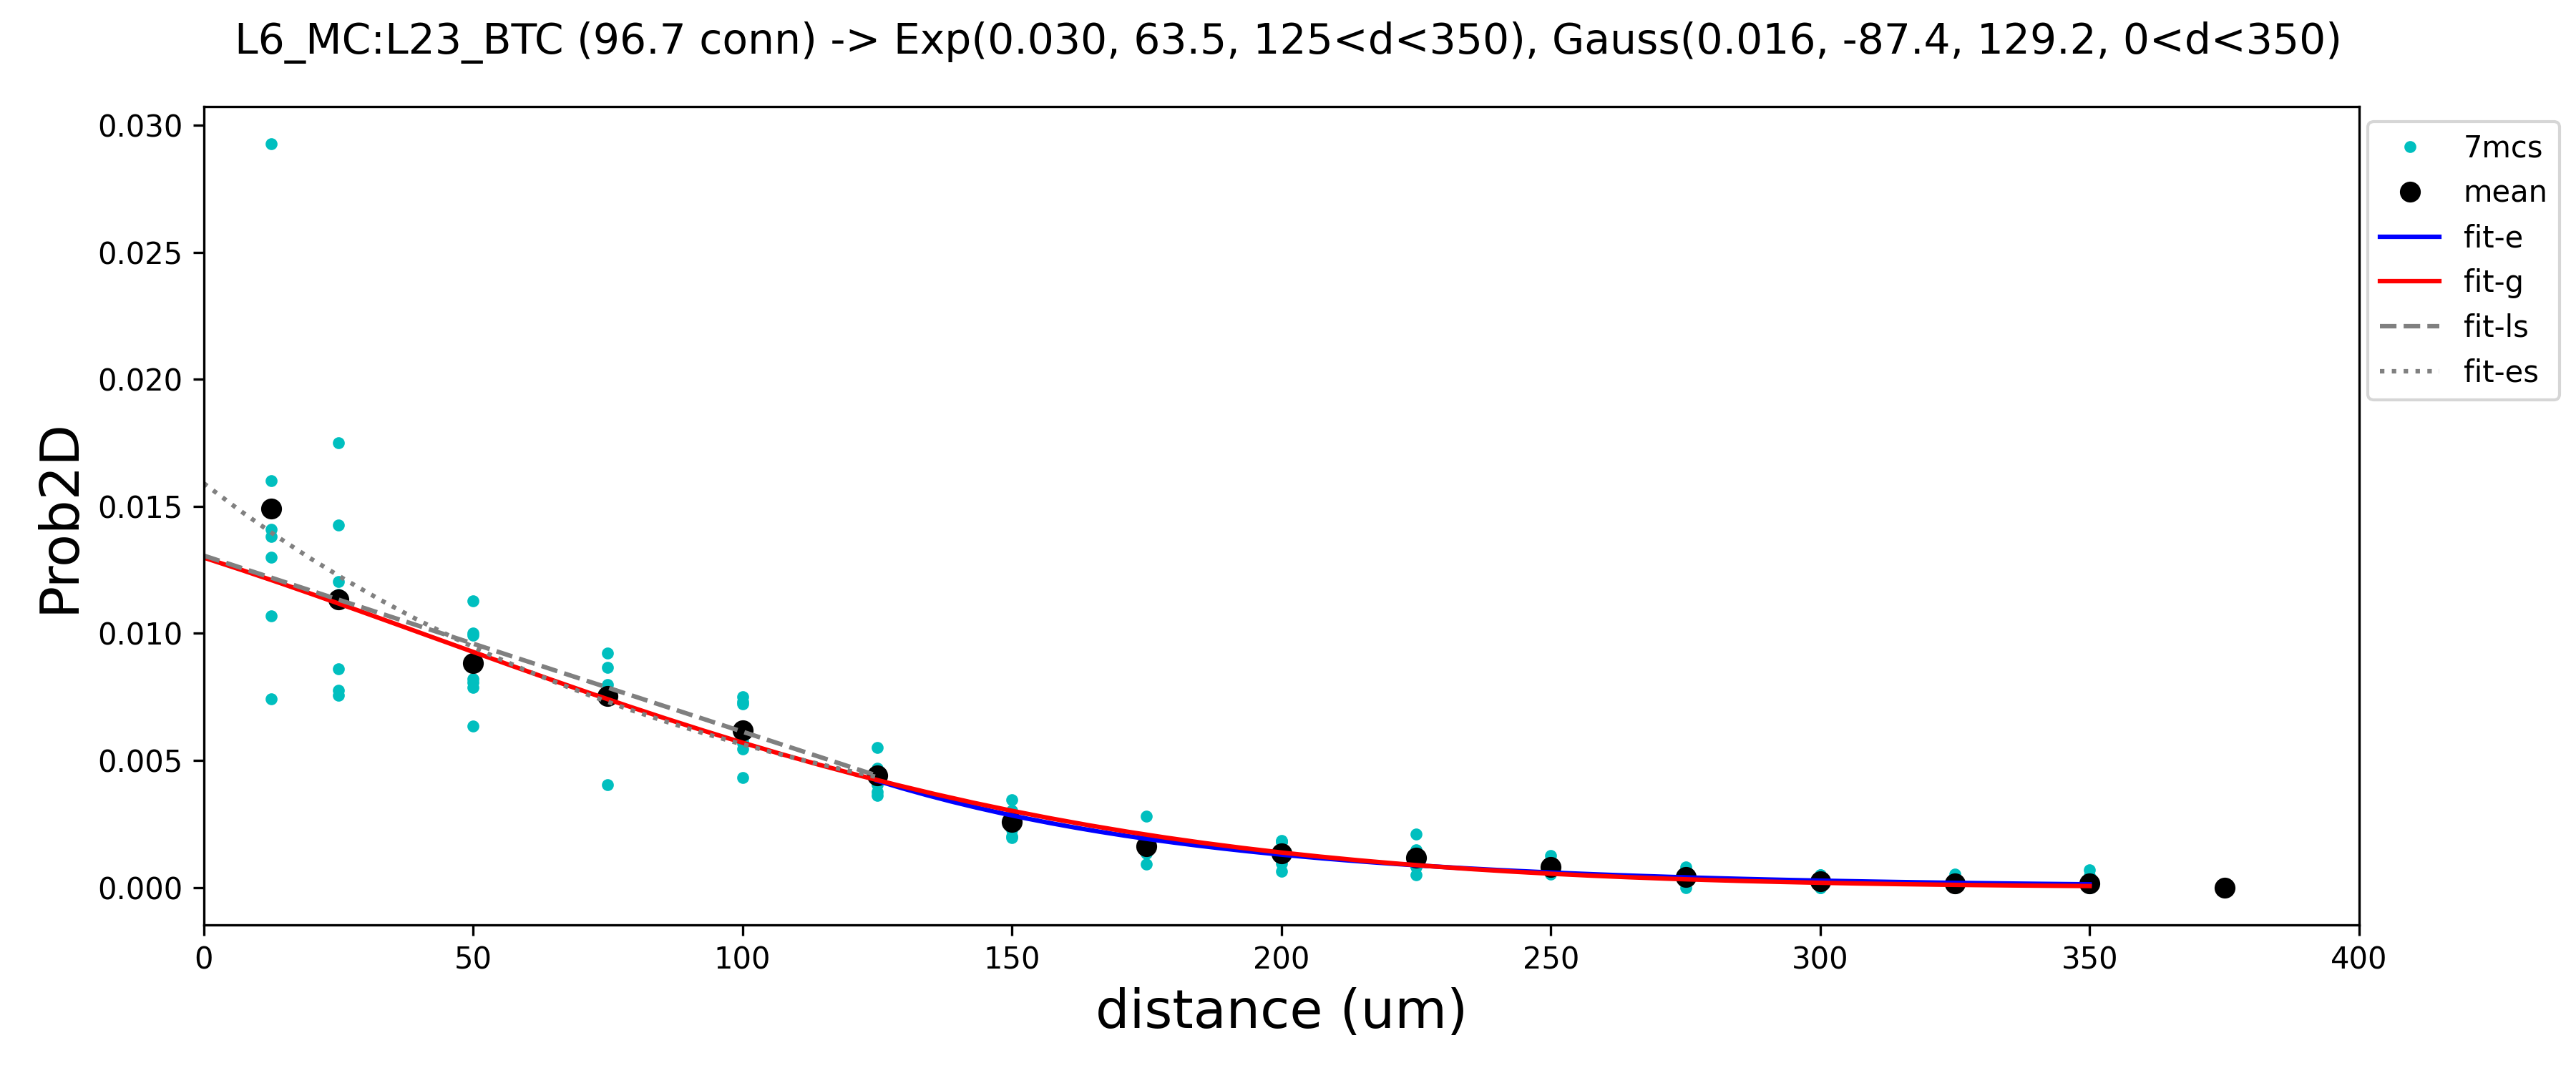 L6_MC:L23_BTC (96.7 conn) -> Exp(0.030, 63.5, 125<d<350), Gauss(0.016, -87.4, 129.2, 0<d<350)
0.030
0.025
0.020
0.015
0.010
0.005
0.000
Prob2D
0 50 100 150 200 250 300 350 400
distance (um)
7mcs
mean
fit-e
fit-g
fit-ls
fit-es